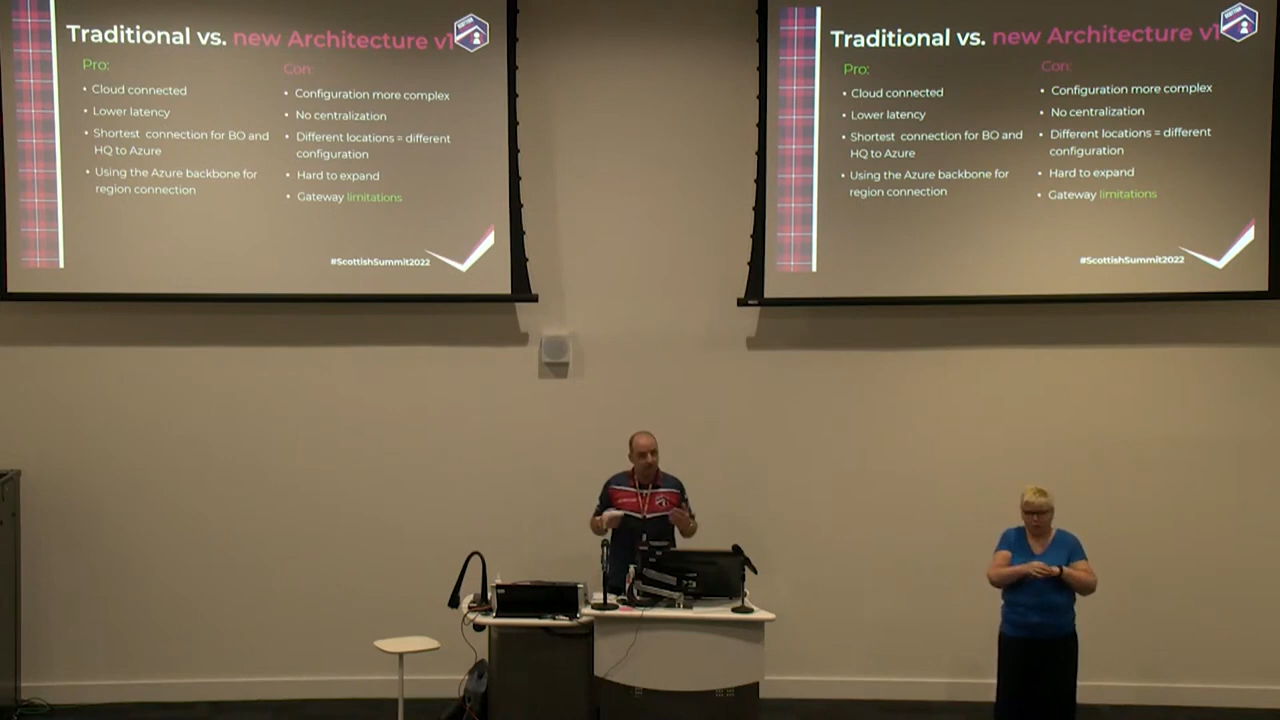 Traditional vs. new Architecture v1
Pro:
• Cloud connected
• Lower latency
• Shortest connection for BO and
HQ to Azure
• Using the Azure backbone for
region connection
Con:
• Configuration more complex
• No centralization
• Different locations = different
configuration
• Hard to expand
• Gateway limitations
#ScottishSummit2022
Traditional vs. new Architecture v1
Pro:
• Cloud connected
• Lower latency
• Shortest connection for BO and
HQ to Azure
• Using the Azure backbone for
region connection
Con:
• Configuration more complex
• No centralization
• Different locations = different
configuration
• Hard to expand
• Gateway limitations
#ScottishSummit2022